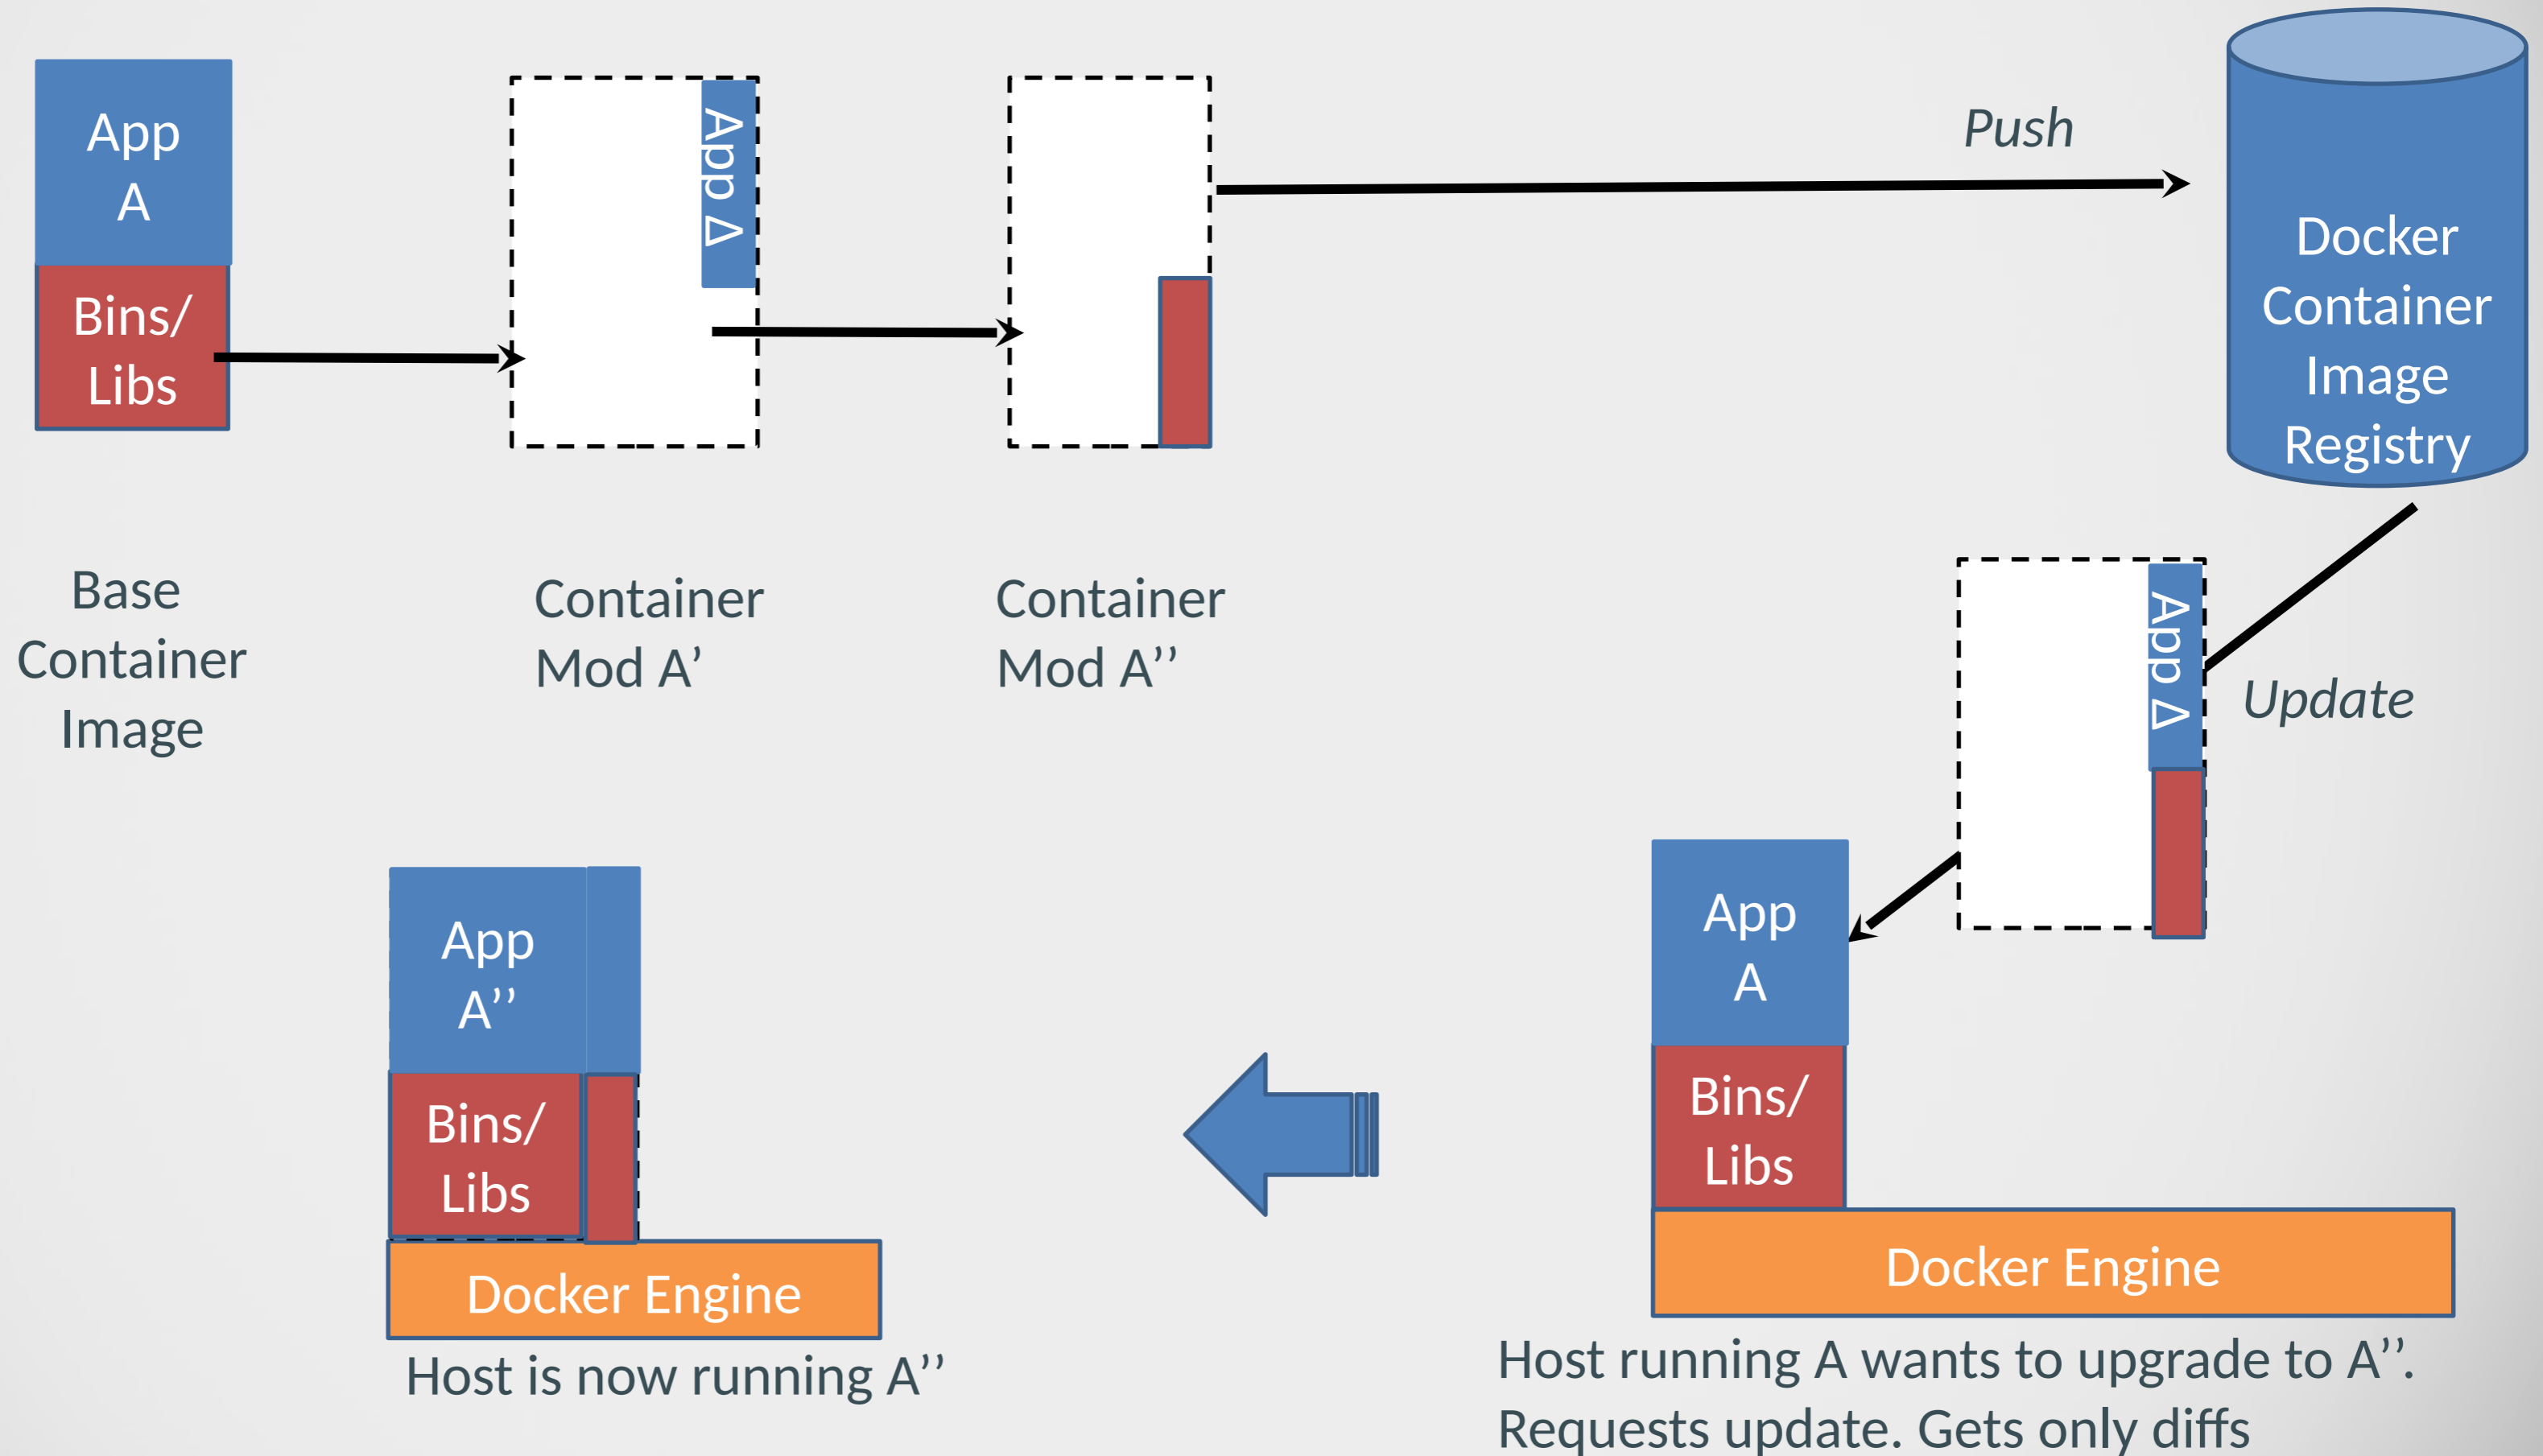 App
A
Bins/
Libs
App Δ
Push
Docker
Container
Image
Registry
Base
Container
Image
Container
Mod A’
Container
Mod A’’
App Δ
Update
App
A
Bins/
Libs
Docker Engine
Host running A wants to upgrade to A’’.
Requests update. Gets only diffs
App
A’’
Bins/
Libs
Docker Engine
Host is now running A’’